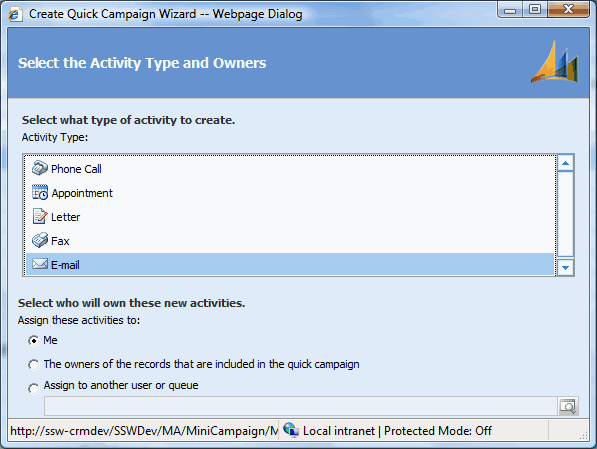 Create Quick Campaign Wizard -- Webpage Dialog
Select the Activity Type and Owners
Select what type of activity to create.
Activity Type:
Phone Call
Appointment
Letter
Fax
E-mail
Select who will own these new activities.
Assign these activities to:
Me
The owners of the records that are included in the quick campaign
Assign to another user or queue
http://ssw-crmdev/SSWDev/MA/MiniCampaign/M Local intranet | Protected Mode: Off